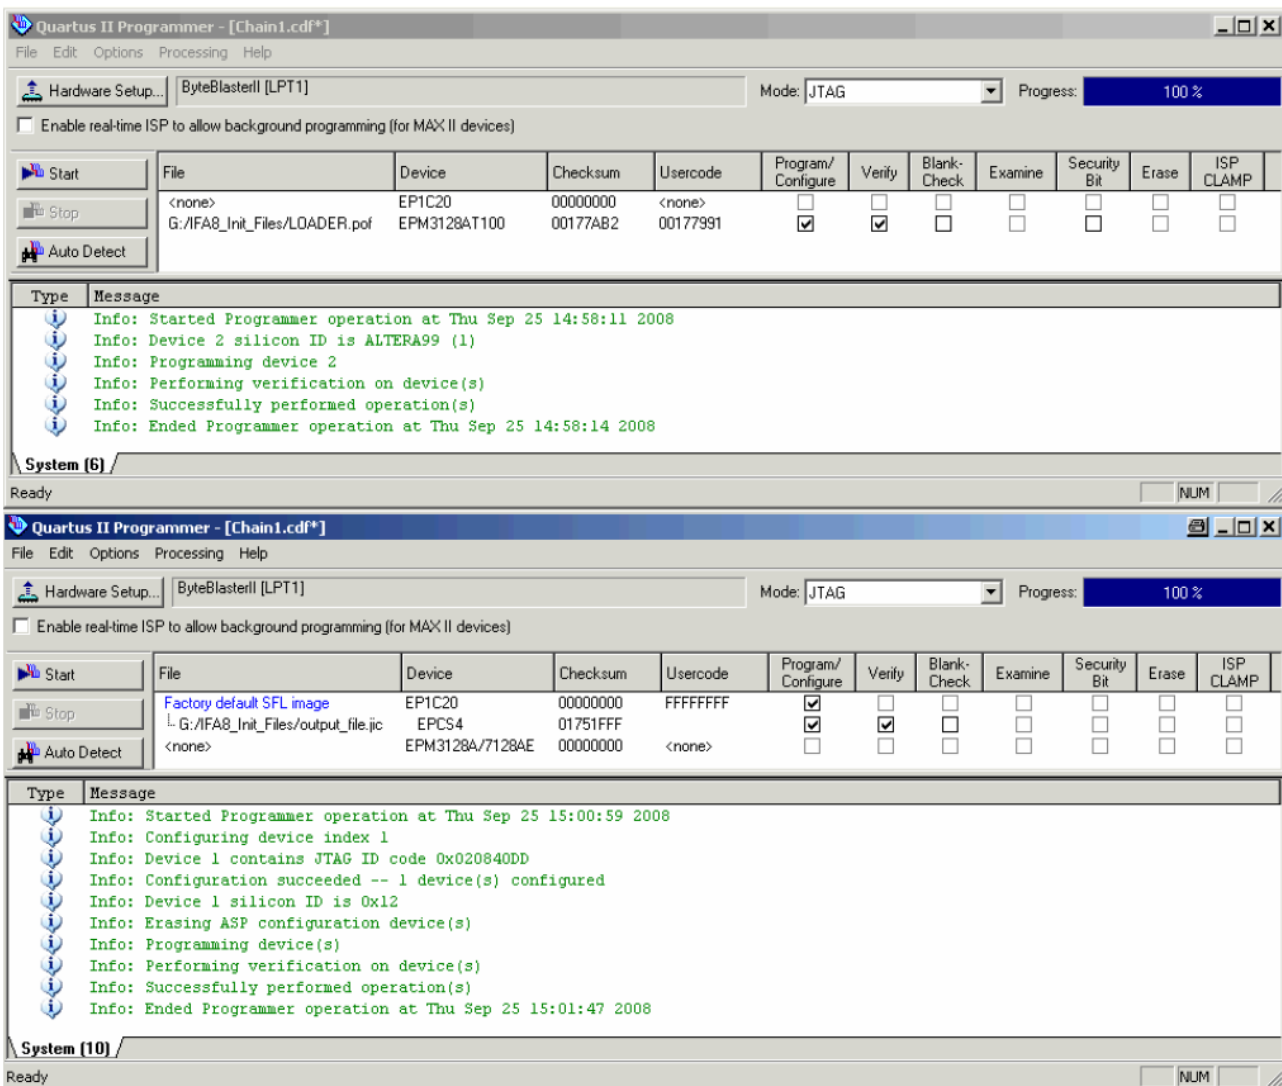 Quartus II Programmer - [Chain1.cdf*]
File Edit Options Processing Help
Hardware Setup... ByteBlasterII [LPT1] Mode: JTAG Progress: 100 %
Enable real-time ISP to allow background programming (for MAX II devices)
Start
Stop
Auto Detect
File Device Checksum Usercode Program/ Configure Verify Blank- Check Examine Security Bit Erase ISP CLAMP
<none> EP1C20 00000000 <none>
G:/IFA8_Init_Files/LOADER.pof EPM3128AT100 00177AB2 00177991
Type Message
Info: Started Programmer operation at Thu Sep 25 14:58:11 2008
Info: Device 2 silicon ID is ALTERA99 (1)
Info: Programming device 2
Info: Performing verification on device(s)
Info: Successfully performed operation(s)
Info: Ended Programmer operation at Thu Sep 25 14:58:14 2008
System (6)
Ready NUM
Quartus II Programmer - [Chain1.cdf*]
File Edit Options Processing Help
Hardware Setup... ByteBlasterII [LPT1] Mode: JTAG Progress: 100 %
Enable real-time ISP to allow background programming (for MAX II devices)
Start
Stop
Auto Detect
File Device Checksum Usercode Program/ Configure Verify Blank- Check Examine Security Bit Erase ISP CLAMP
Factory default SFL image EP1C20 00000000 FFFFFFFF
G:/IFA8_Init_Files/output_file.jic EPCS4 01751FFF
<none> EPM3128A/7128AE 00000000 <none>
Type Message
Info: Started Programmer operation at Thu Sep 25 15:00:59 2008
Info: Configuring device index 1
Info: Device 1 contains JTAG ID code 0x020840DD
Info: Configuration succeeded -- 1 device(s) configured
Info: Device 1 silicon ID is 0x12
Info: Erasing ASP configuration device(s)
Info: Programming device(s)
Info: Performing verification on device(s)
Info: Successfully performed operation(s)
Info: Ended Programmer operation at Thu Sep 25 15:01:47 2008
System (10)
Ready NUM